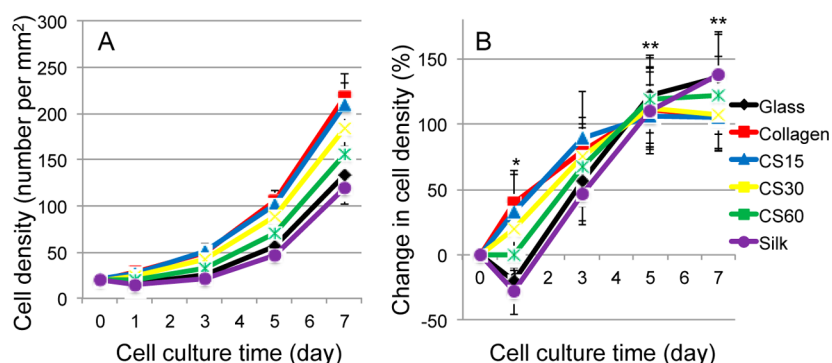 A
Cell density (number per mm²)
300
250
200
150
100
50
0
0 1 2 3 4 5 6 7
Cell culture time (day)
B
Change in cell density (%)
150
100
50
0
-50
0 1 2 3 4 5 6 7
Cell culture time (day)
*
**
**
Glass
Collagen
CS15
CS30
CS60
Silk